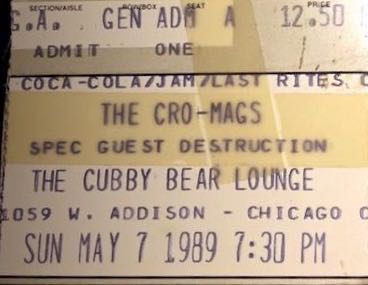 SECTION/AISLE ROW/BOX SEAT PRICE
G.A. GEN ADM A 12.50
ADMIT ONE
COCA-COLA/JAM/LAST RITES
THE CRO-MAGS
SPEC GUEST DESTRUCTION
THE CUBBY BEAR LOUNGE
1059 W. ADDISON - CHICAGO
SUN MAY 7 1989 7:30 PM